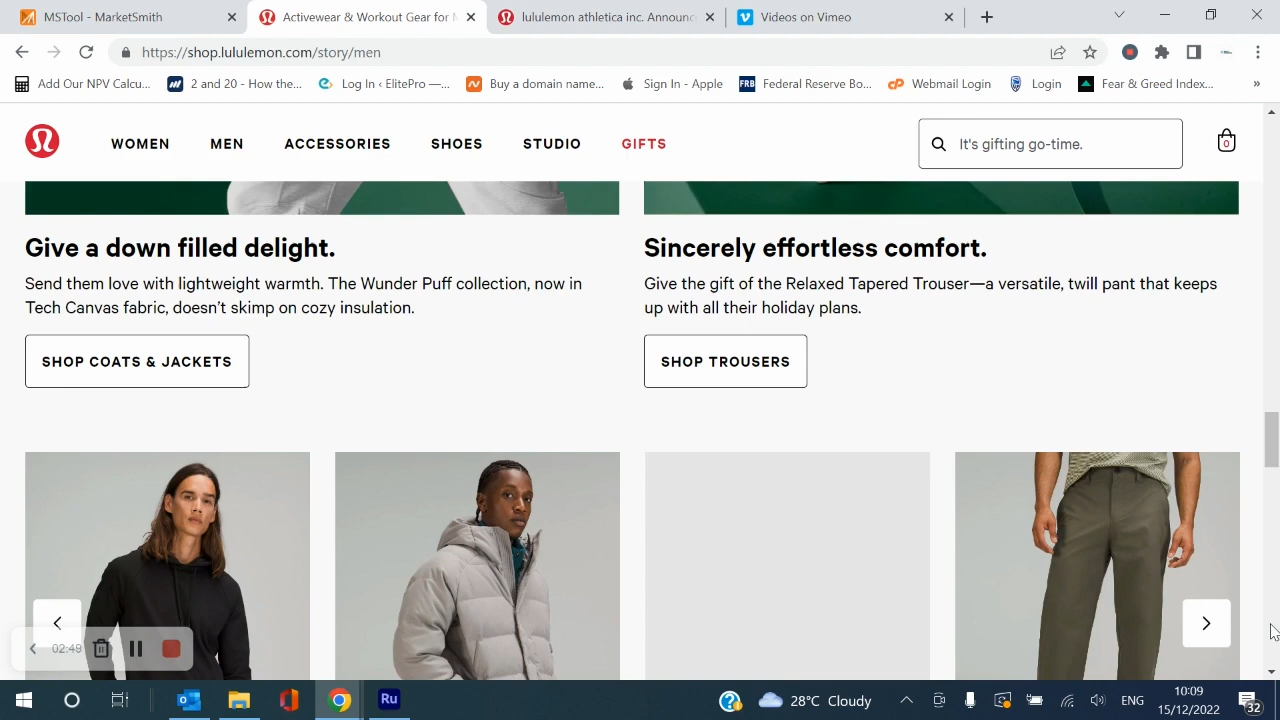 MSTool - MarketSmith
Activewear & Workout Gear for M
lululemon athletica inc. Announc
Videos on Vimeo
https://shop.lululemon.com/story/men
Add Our NPV Calcu...
2 and 20 - How the...
Log In ‹ ElitePro —...
Buy a domain name...
Sign In - Apple
FRB
Federal Reserve Bo...
cP
Webmail Login
Login
Fear & Greed Index...
»
WOMEN
MEN
ACCESSORIES
SHOES
STUDIO
GIFTS
It's gifting go-time.
0
Give a down filled delight.
Send them love with lightweight warmth. The Wunder Puff collection, now in
Tech Canvas fabric, doesn’t skimp on cozy insulation.
SHOP COATS & JACKETS
Sincerely effortless comfort.
Give the gift of the Relaxed Tapered Trouser—a versatile, twill pant that keeps
up with all their holiday plans.
SHOP TROUSERS
02:49
Ru
28°C Cloudy
ENG
10:09
15/12/2022
32